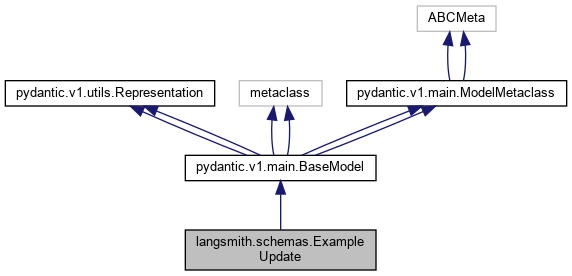 ABCMeta
pydantic.v1.utils.Representation
metaclass
pydantic.v1.main.ModelMetaclass
pydantic.v1.main.BaseModel
langsmith.schemas.Example
Update